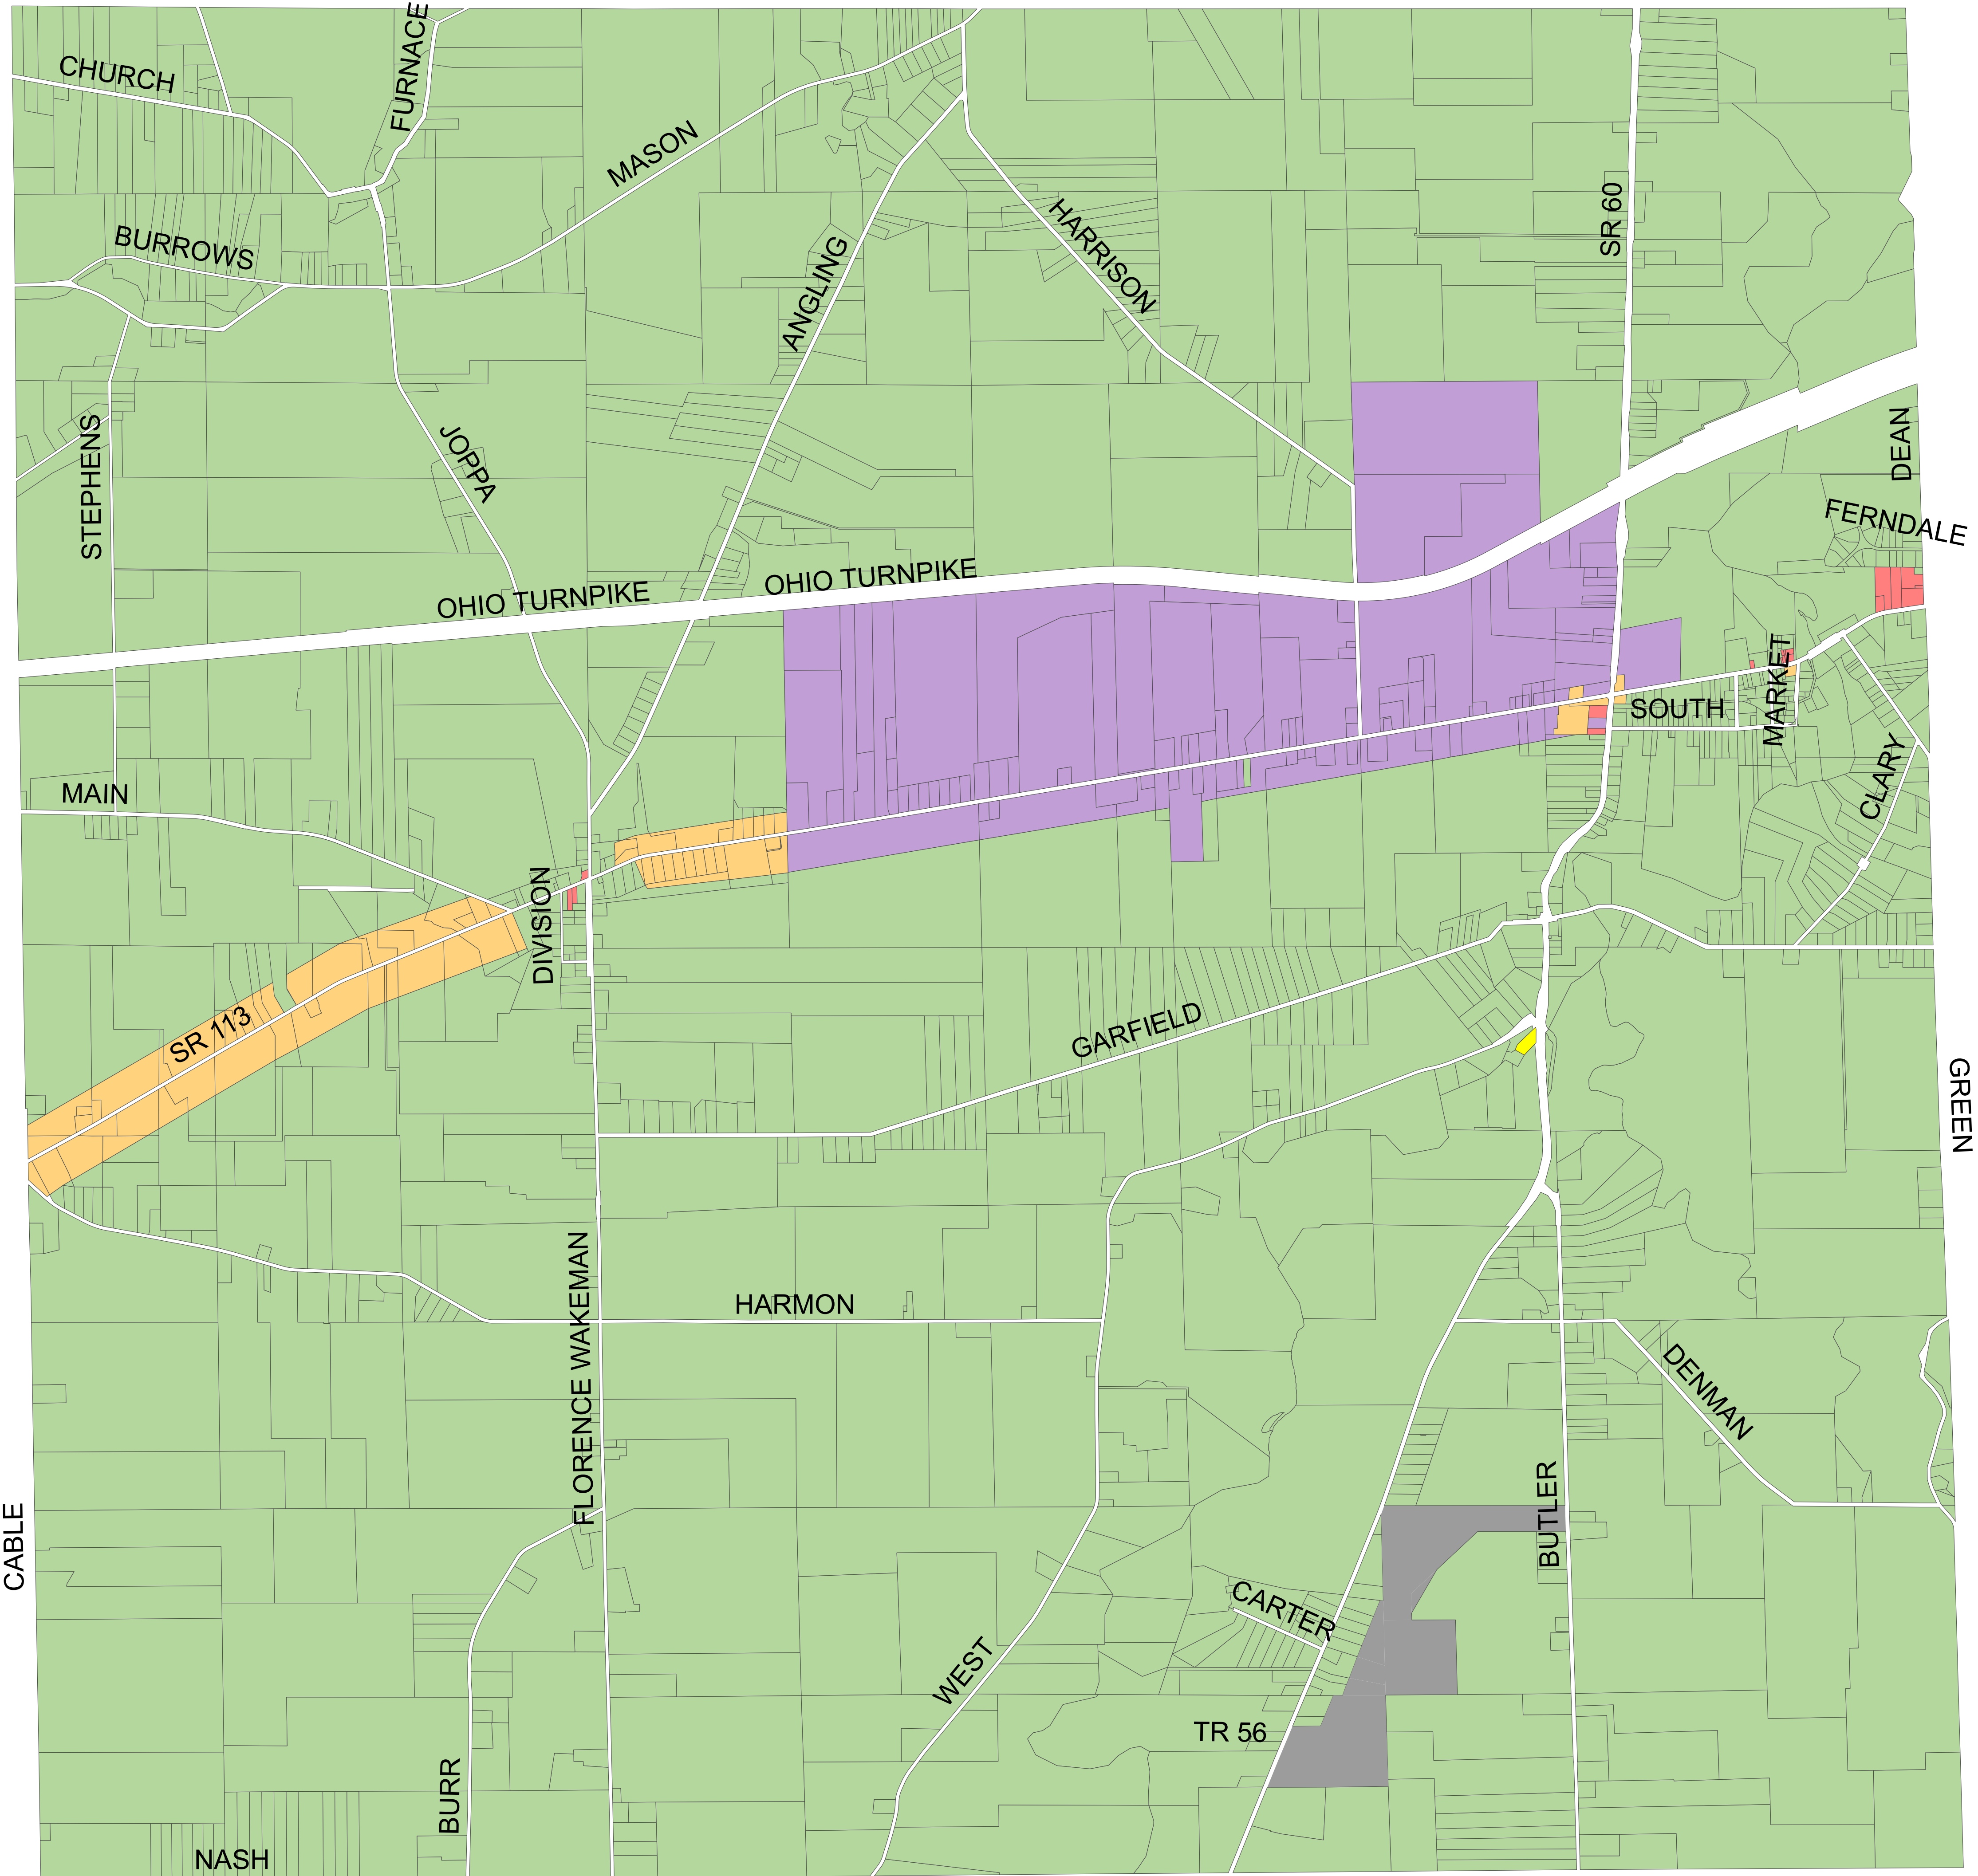 CHURCH
FURNACE
MASON
BURROWS
ANGLING
HARRISON
SR 60
STEPHENS
JOPPA
DEAN
FERNDALE
OHIO TURNPIKE
OHIO TURNPIKE
MARKET
SOUTH
MAIN
CLARY
DIVISION
SR 113
GARFIELD
GREEN
FLORENCE WAKEMAN
HARMON
DENMAN
CABLE
BUTLER
CARTER
WEST
TR 56
BURR
NASH